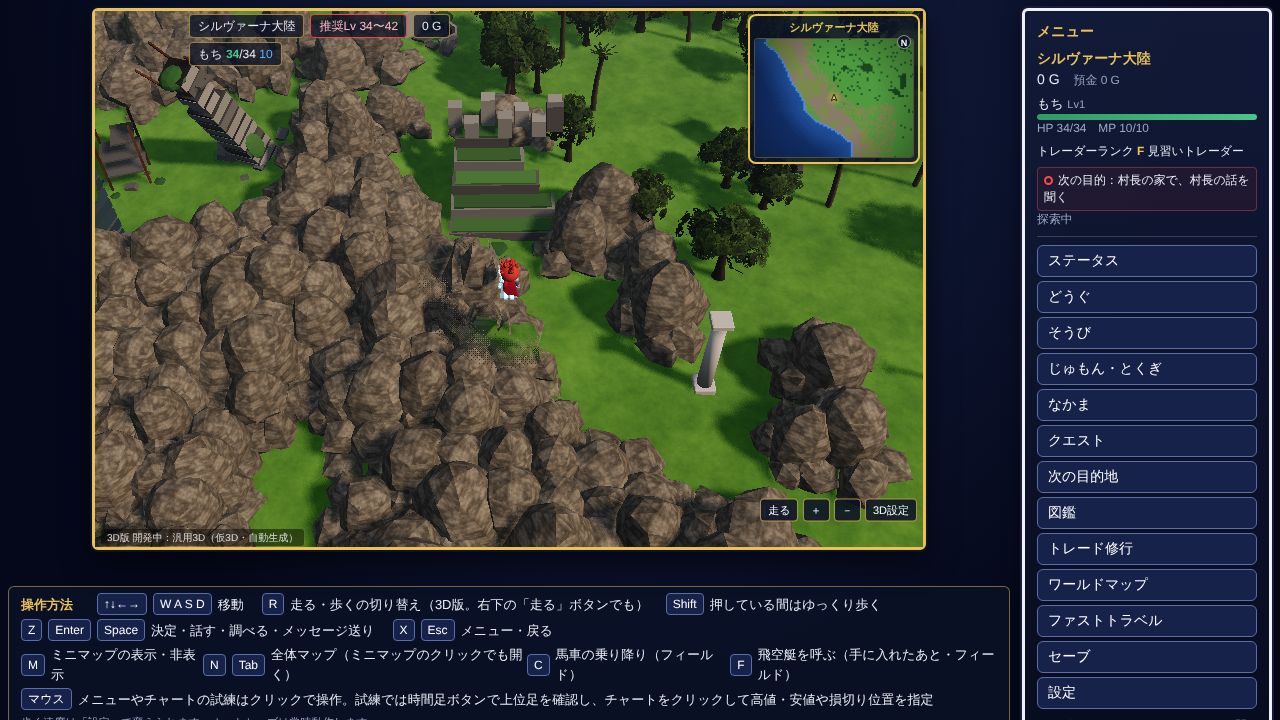 シルヴァーナ大陸
推奨Lv 34〜42
0 G
もち 34/34 10
シルヴァーナ大陸
N
走る
＋
－
3D設定
3D版 開発中：汎用3D（仮3D・自動生成）
メニュー
シルヴァーナ大陸
0 G 預金 0 G
もち Lv1
HP 34/34 MP 10/10
トレーダーランク F 見習いトレーダー
次の目的：村長の家で、村長の話を
聞く
探索中
ステータス
どうぐ
そうび
じゅもん・とくぎ
なかま
クエスト
次の目的地
図鑑
トレード修行
ワールドマップ
ファストトラベル
セーブ
設定
操作方法 ↑↓←→ W A S D 移動 R 走る・歩くの切り替え（3D版。右下の「走る」ボタンでも） Shift 押している間はゆっくり歩く
Z Enter Space 決定・話す・調べる・メッセージ送り X Esc メニュー・戻る
M ミニマップの表示・非表示 N Tab 全体マップ（ミニマップのクリックでも開く） C 馬車の乗り降り（フィールド） F 飛空艇を呼ぶ（手に入れたあと・フィールド）
マウス メニューやチャートの試練はクリックで操作。試練では時間足ボタンで上位足を確認し、チャートをクリックして高値・安値や損切り位置を指定